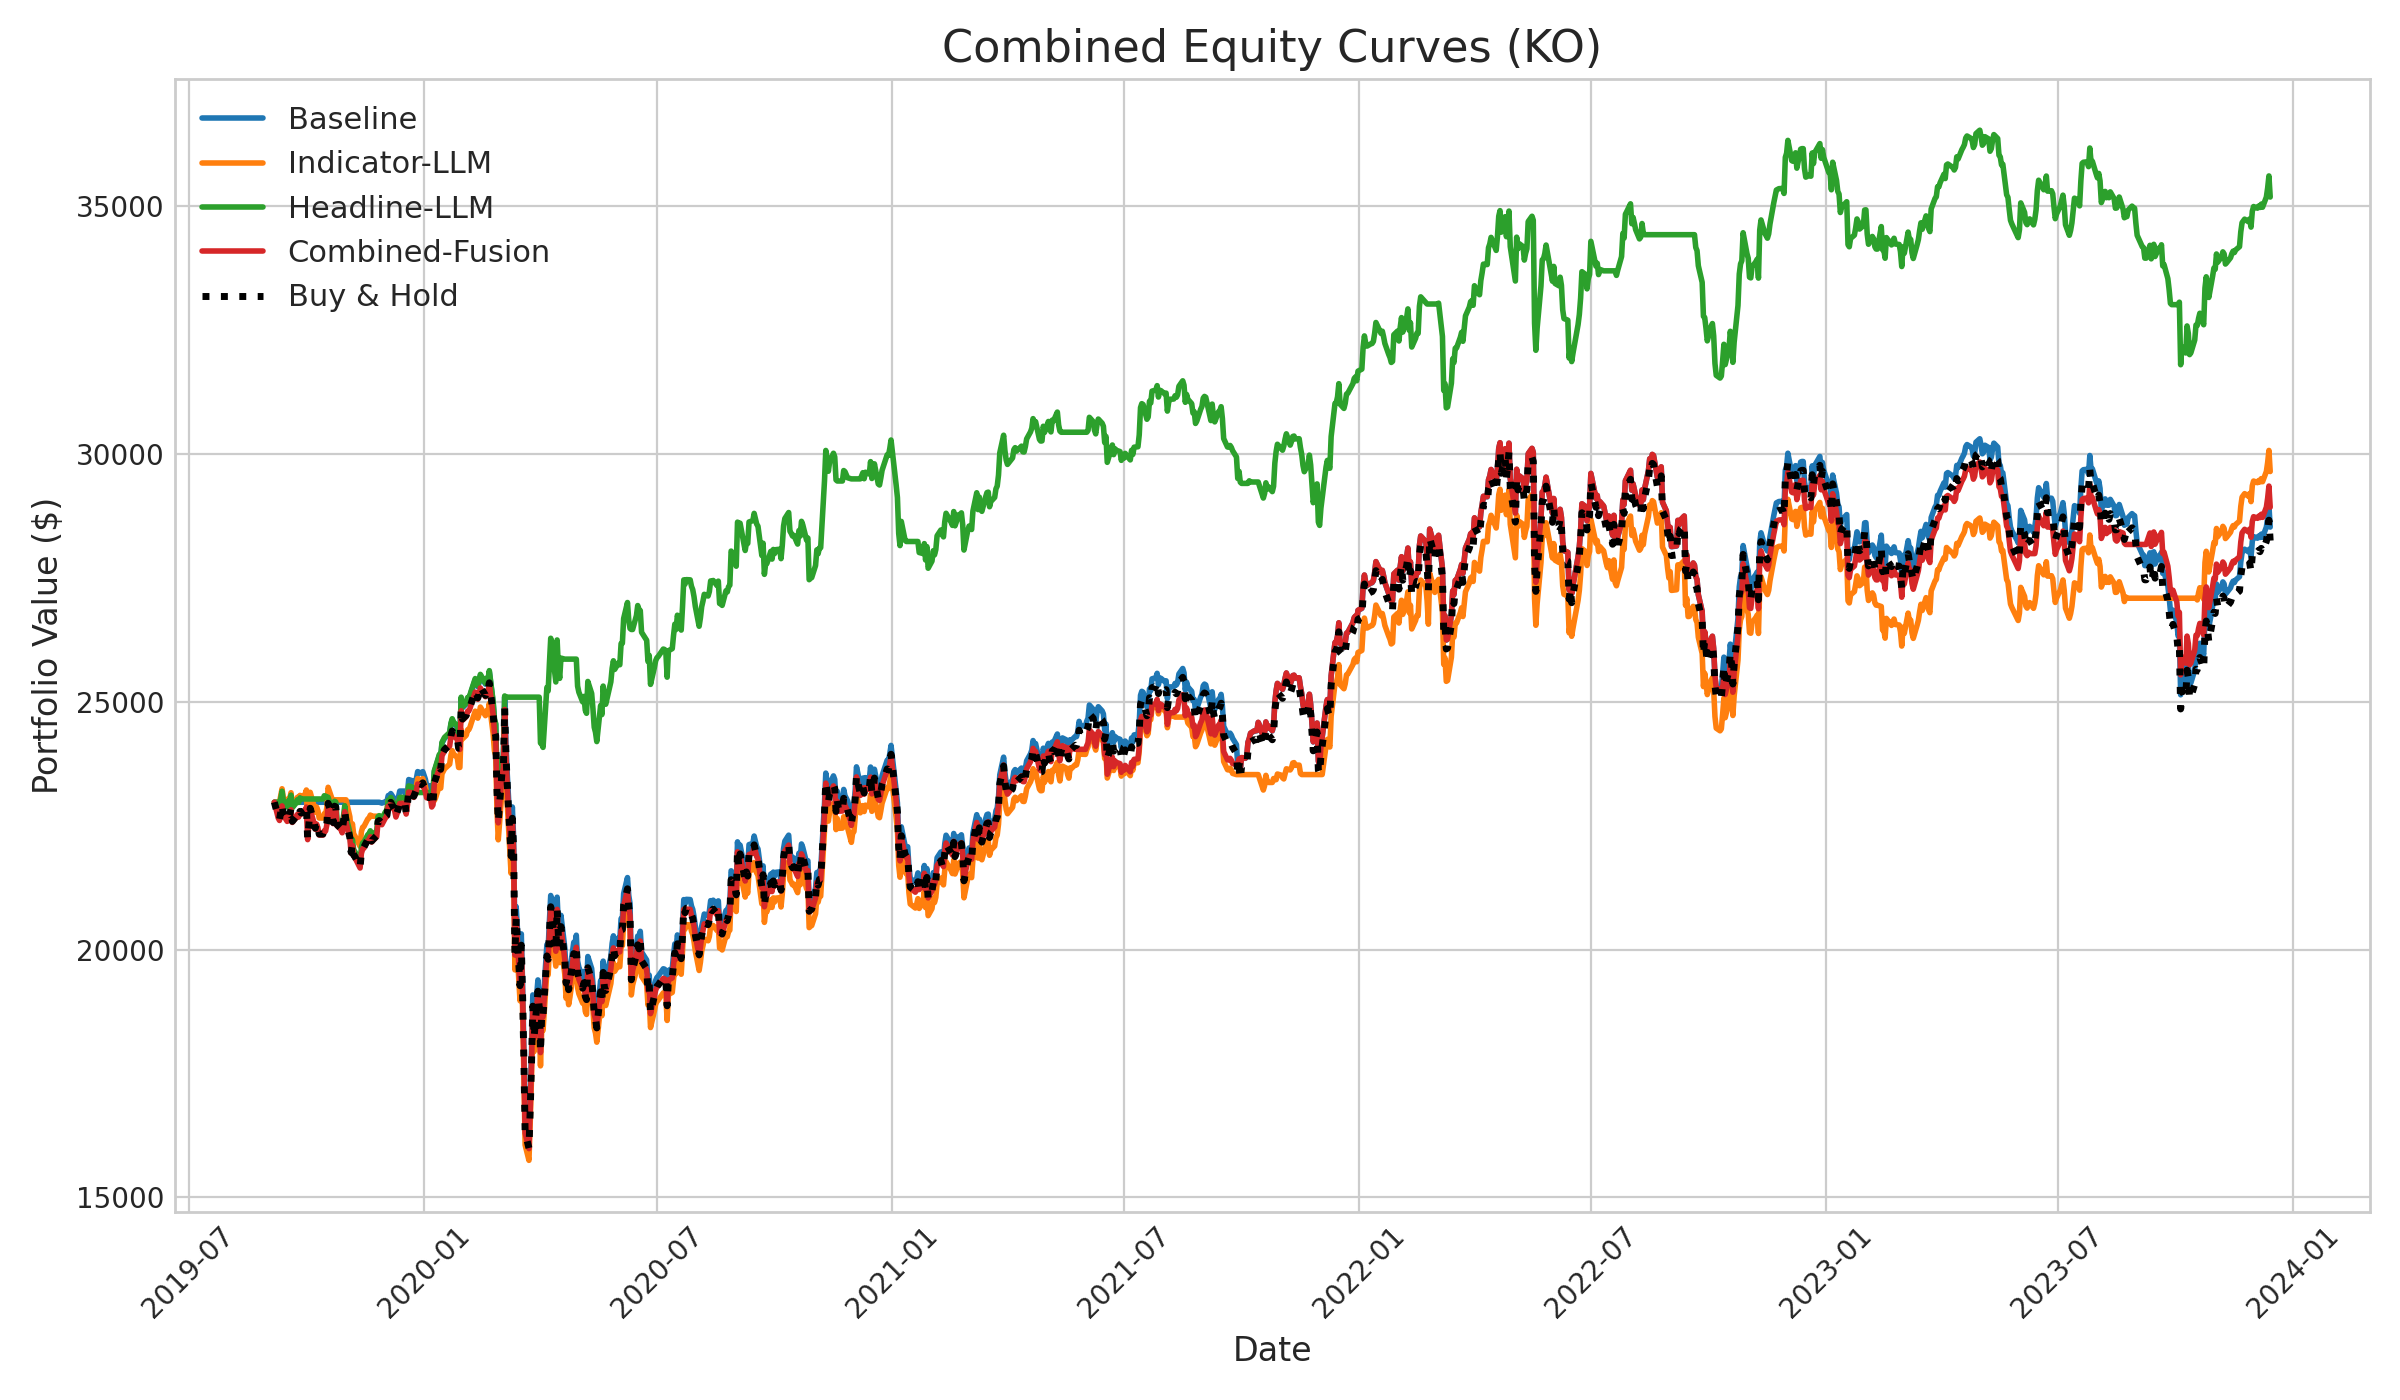 Combined Equity Curves (KO)
Baseline
Indicator-LLM
Headline-LLM
Combined-Fusion
Buy & Hold
Portfolio Value ($)
35000
30000
25000
20000
15000
2019-07
2020-01
2020-07
2021-01
2021-07
2022-01
2022-07
2023-01
2023-07
2024-01
Date